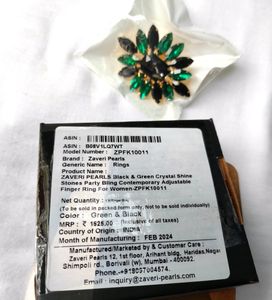 ASIN : B08V1LQTWT
Model Number : ZPFK10011
Brand : Zaveri Pearls
Generic Name : Rings
Product Name :
ZAVERI PEARLS Black & Green Crystal Shine
Stones Party Bling Contemporary Adjustable
Finger Ring For Women-ZPFK10011
Net Quantity :
(To be sold in packed form only. Not to be sold loose.)
Color : Green & Black
MRP : ₹ 1525.00 (Inclusive of all taxes)
Country of Origin : INDIA
Month of Manufacturing : FEB 2024
Manufactured/Marketed by & Customer Care :
Zaveri Pearls 12, 1st floor, Arihant bldg, Haridas Nagar,
Shimpoli rd, Borivali (w), Mumbai-400092.
Phone.:+919807004574.
Email : inquiry@zaveri-pearls.com